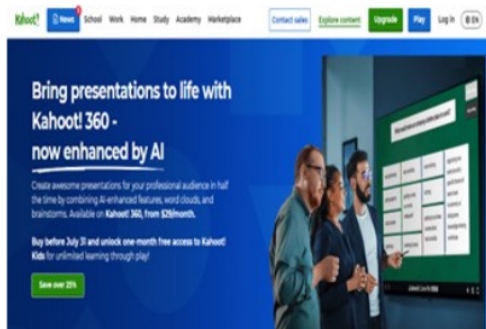 Kahoot! News School Work Home Study Academy Marketplace Contact sales Explore content Upgrade Play Log in EN
Bring presentations to life with
Kahoot! 360 -
now enhanced by AI
Create awesome presentations for your professional audience in half
the time by combining AI-enhanced features, word clouds, and
brainstorms. Available on Kahoot! 360, from $29/month.
Buy before July 31 and unlock one-month free access to Kahoot!
Kids for unlimited learning through play!
Save over 25%